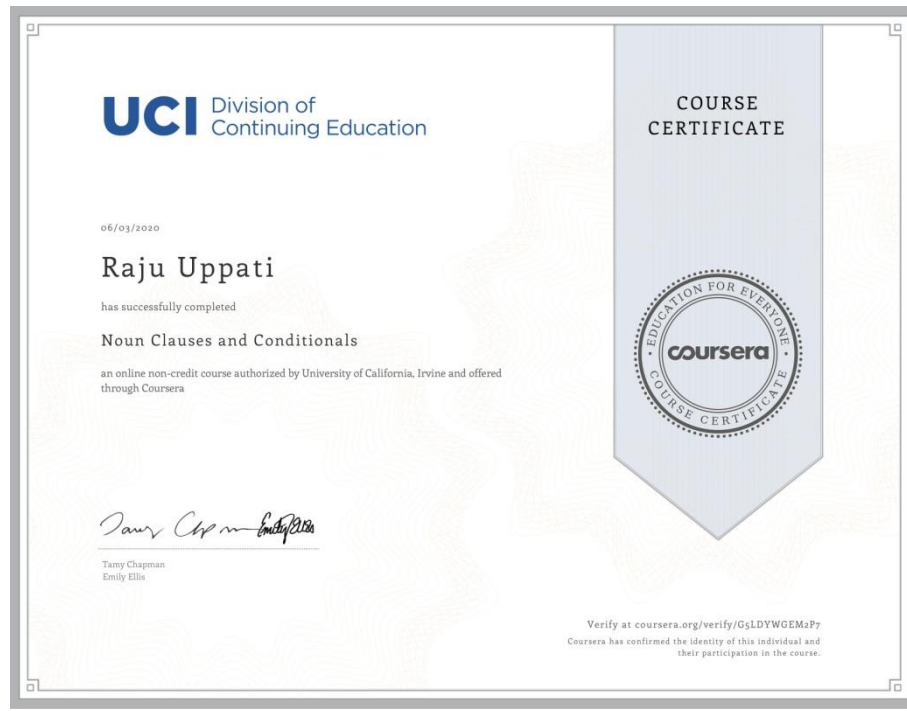 UCI Division of
Continuing Education
COURSE
CERTIFICATE
06/03/2020
Raju Uppati
has successfully completed
Noun Clauses and Conditionals
an online non-credit course authorized by University of California, Irvine and offered
through Coursera
EDUCATION FOR EVERYONE
coursera
COURSE CERTIFICATE
Tamy Chapman
Emily Ellis
Verify at coursera.org/verify/G5LDYWGEM2P7
Coursera has confirmed the identity of this individual and
their participation in the course.